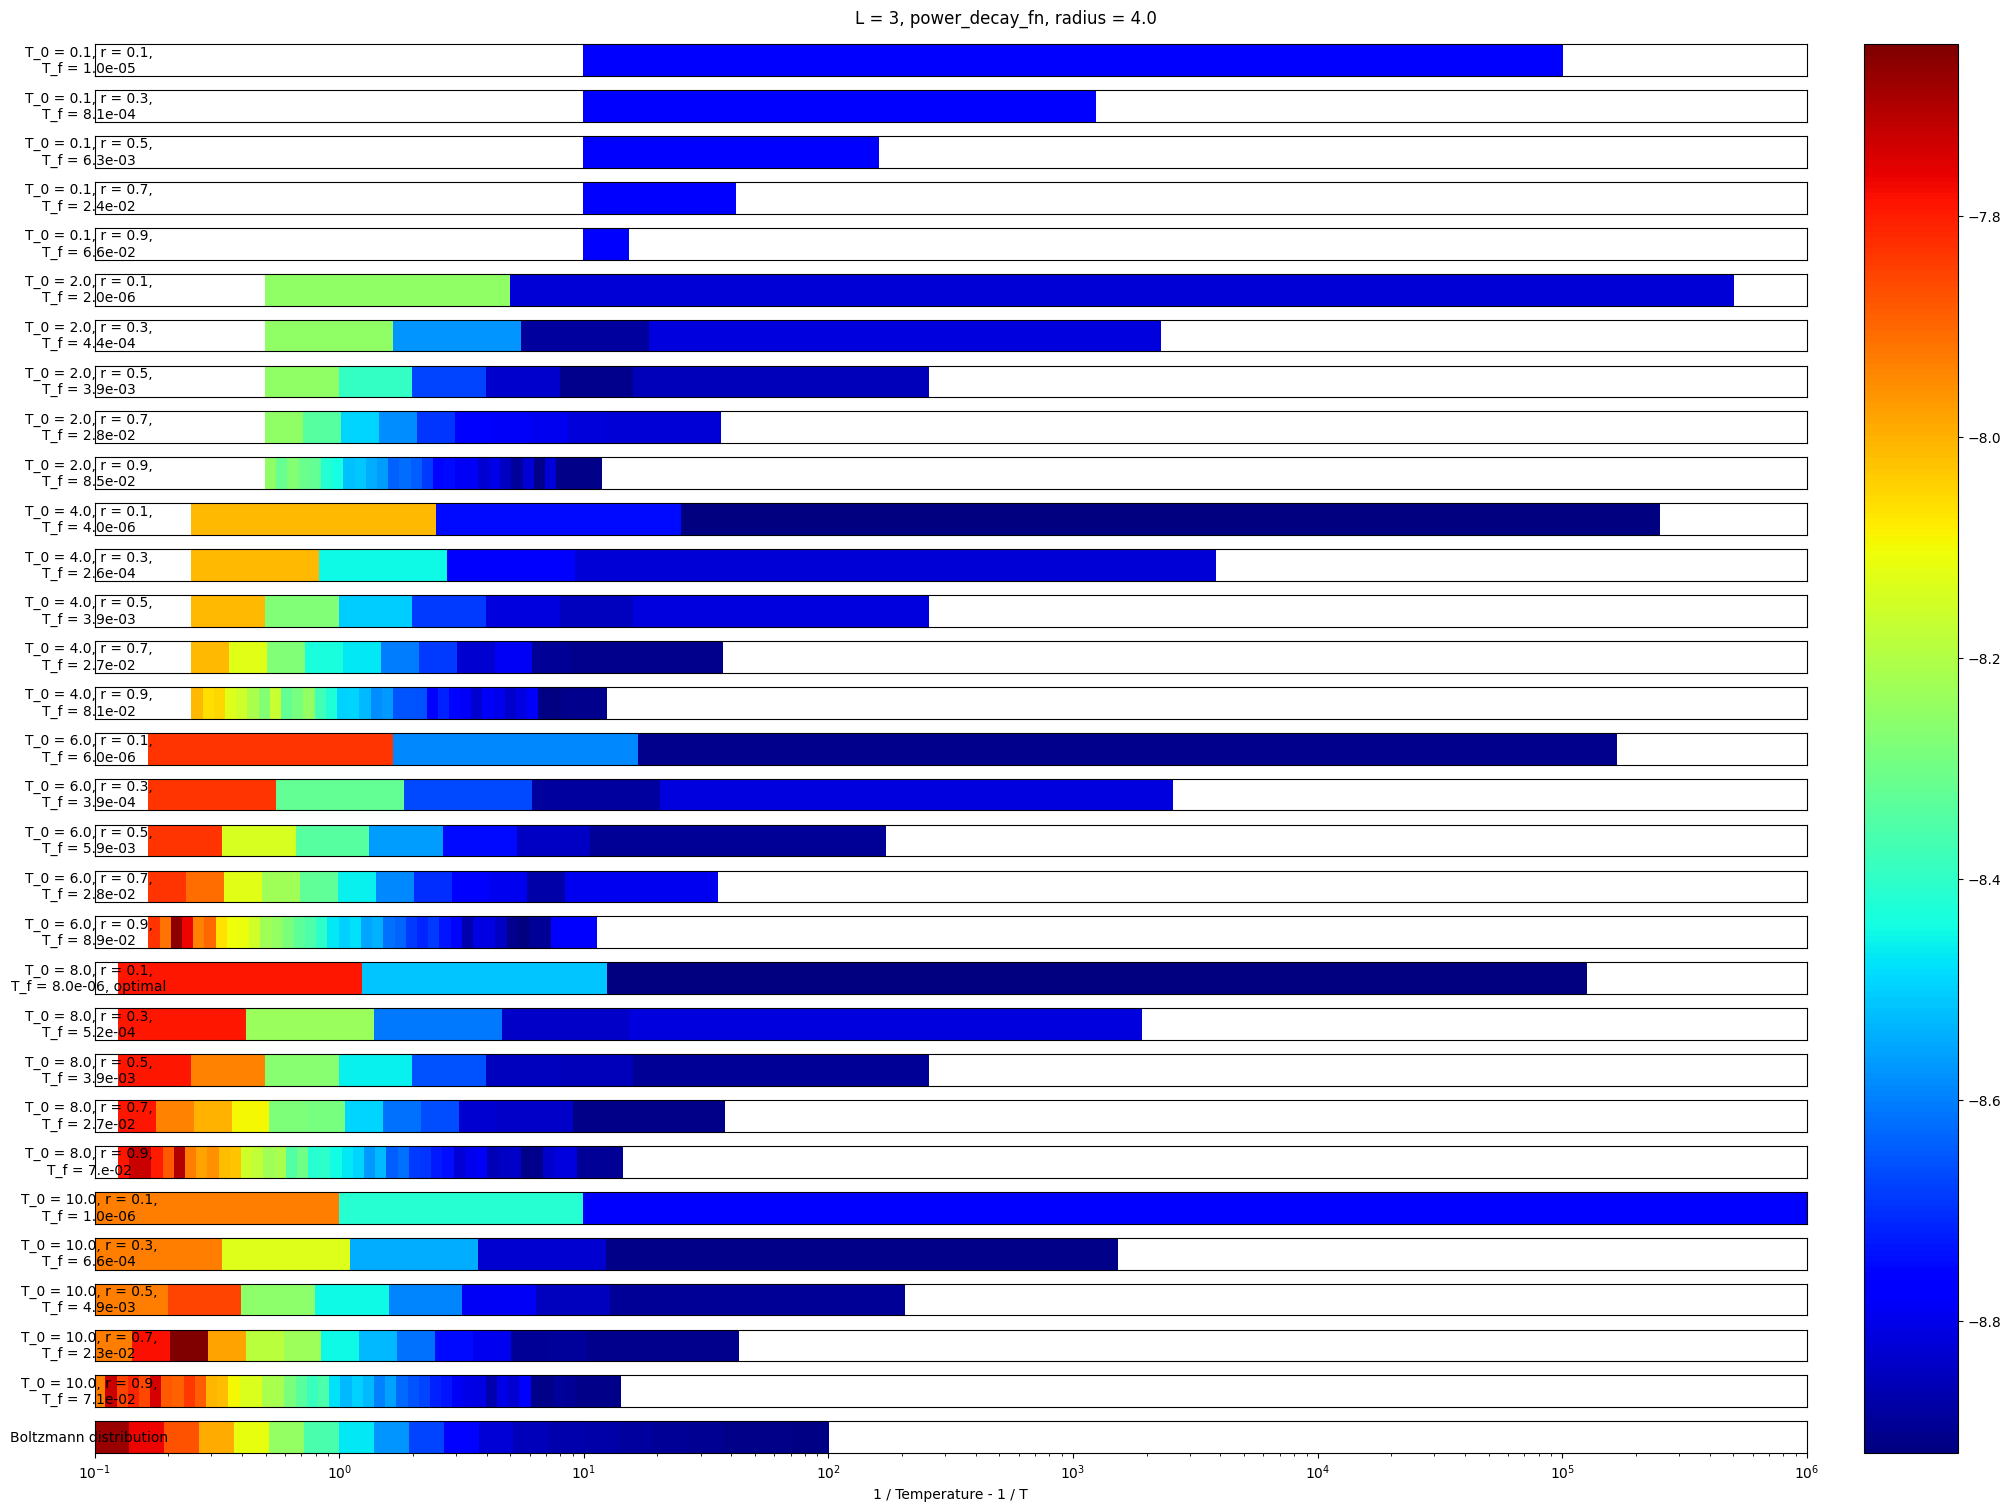 L = 3, power_decay_fn, radius = 4.0
T_0 = 0.1, r = 0.1,
T_f = 1.0e-05
T_0 = 0.1, r = 0.3,
T_f = 8.1e-04
T_0 = 0.1, r = 0.5,
T_f = 6.3e-03
T_0 = 0.1, r = 0.7,
T_f = 2.4e-02
T_0 = 0.1, r = 0.9,
T_f = 6.6e-02
T_0 = 2.0, r = 0.1,
T_f = 2.0e-06
T_0 = 2.0, r = 0.3,
T_f = 4.4e-04
T_0 = 2.0, r = 0.5,
T_f = 3.9e-03
T_0 = 2.0, r = 0.7,
T_f = 2.8e-02
T_0 = 2.0, r = 0.9,
T_f = 8.5e-02
T_0 = 4.0, r = 0.1,
T_f = 4.0e-06
T_0 = 4.0, r = 0.3,
T_f = 2.6e-04
T_0 = 4.0, r = 0.5,
T_f = 3.9e-03
T_0 = 4.0, r = 0.7,
T_f = 2.7e-02
T_0 = 4.0, r = 0.9,
T_f = 8.1e-02
T_0 = 6.0, r = 0.1,
T_f = 6.0e-06
T_0 = 6.0, r = 0.3,
T_f = 3.9e-04
T_0 = 6.0, r = 0.5,
T_f = 5.9e-03
T_0 = 6.0, r = 0.7,
T_f = 2.8e-02
T_0 = 6.0, r = 0.9,
T_f = 8.9e-02
T_0 = 8.0, r = 0.1,
T_f = 8.0e-06, optimal
T_0 = 8.0, r = 0.3,
T_f = 5.2e-04
T_0 = 8.0, r = 0.5,
T_f = 3.9e-03
T_0 = 8.0, r = 0.7,
T_f = 2.7e-02
T_0 = 8.0, r = 0.9,
T_f = 7.e-02
T_0 = 10.0, r = 0.1,
T_f = 1.0e-06
T_0 = 10.0, r = 0.3,
T_f = 6.6e-04
T_0 = 10.0, r = 0.5,
T_f = 4.9e-03
T_0 = 10.0, r = 0.7,
T_f = 2.3e-02
T_0 = 10.0, r = 0.9,
T_f = 7.1e-02
Boltzmann distribution
10⁻¹ 10⁰ 10¹ 10² 10³ 10⁴ 10⁵ 10⁶
1 / Temperature - 1 / T
−7.8
−8.0
−8.2
−8.4
−8.6
−8.8